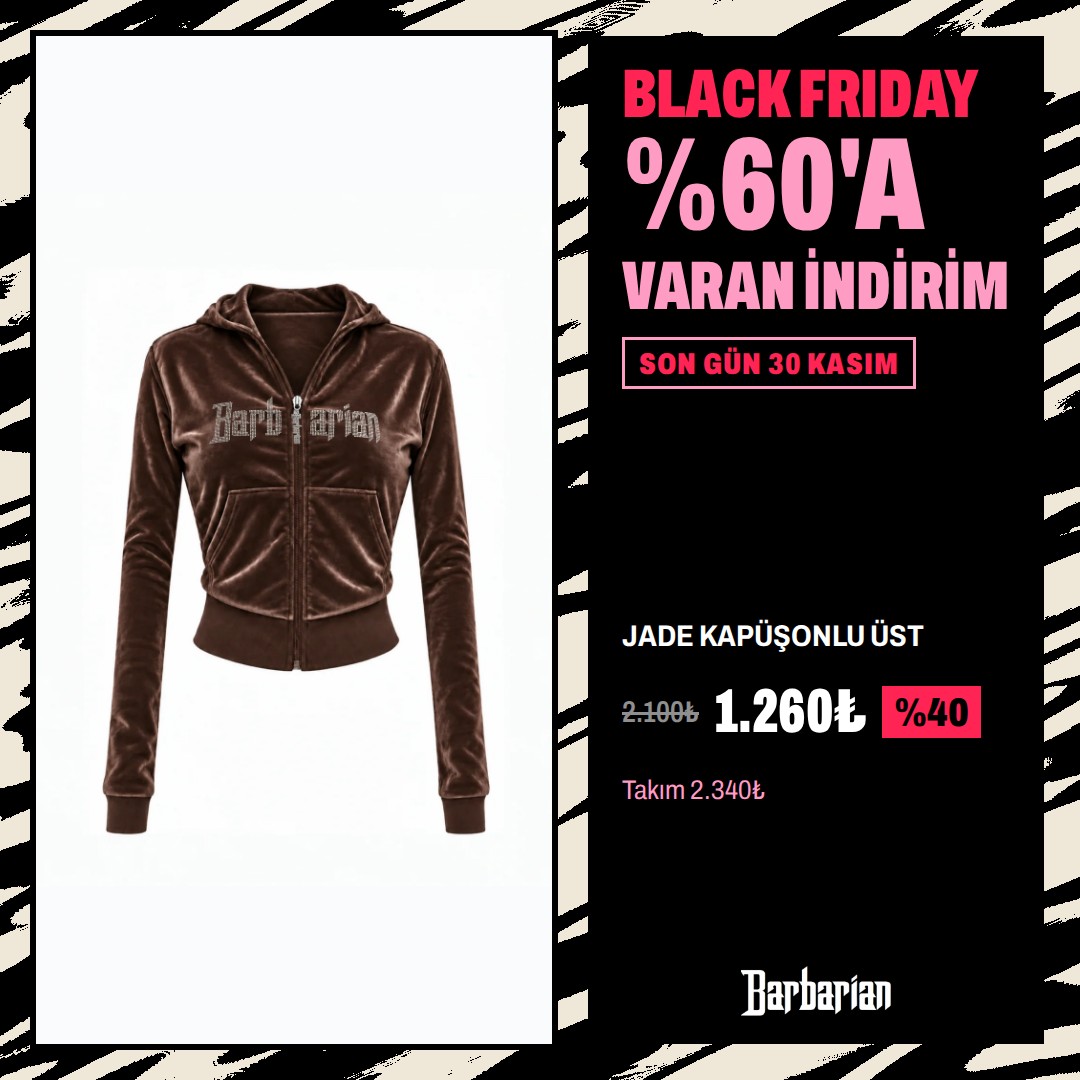 Barbarian
BLACK FRIDAY
%60'A
VARAN İNDİRİM
SON GÜN 30 KASIM
JADE KAPÜŞONLU ÜST
2.100₺ 1.260₺ %40
Takım 2.340₺
Barbarian